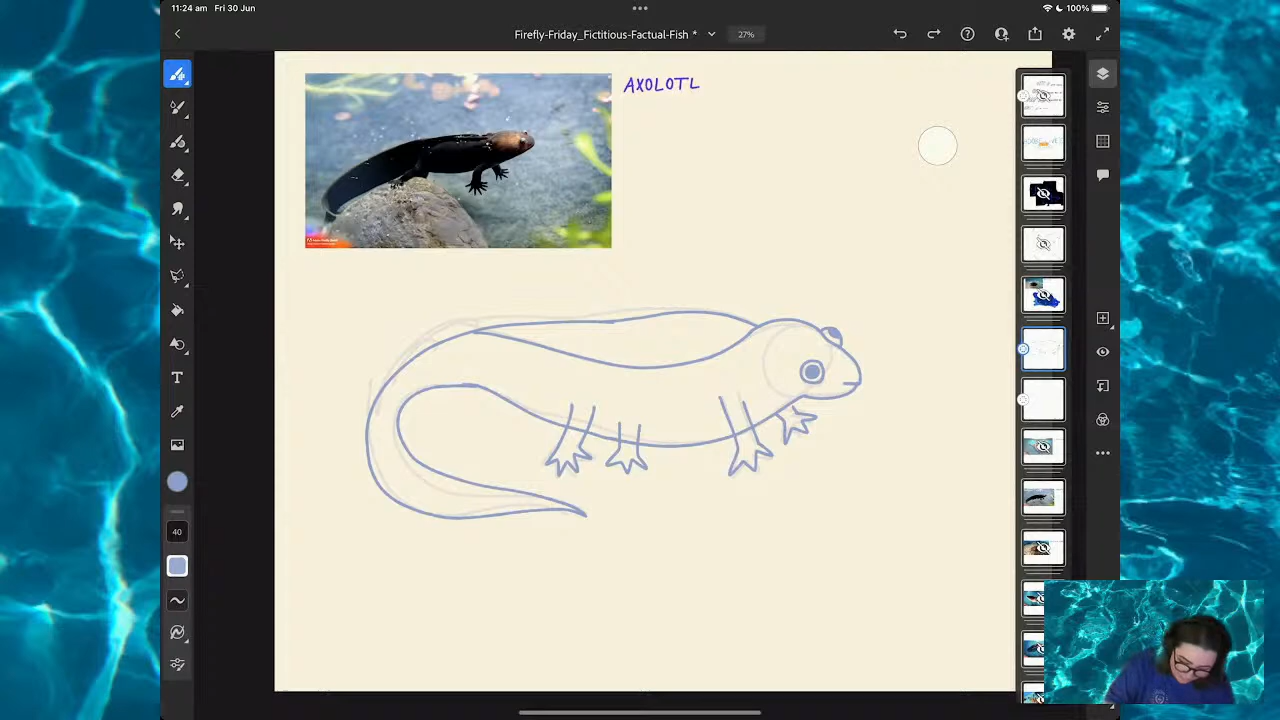 11:24 am Fri 30 Jun
100%
Firefly-Friday_Fictitious-Factual-Fish *
27%
AXOLOTL
T
40